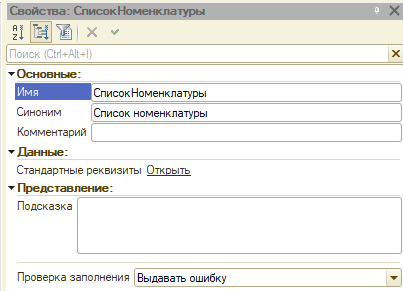 Свойства: СписокНоменклатуры
Поиск (Ctrl+Alt+I)
Основные:
Имя СписокНоменклатуры
Синоним Список номенклатуры
Комментарий
Данные:
Стандартные реквизиты Открыть
Представление:
Подсказка
Проверка заполнения Выдавать ошибку